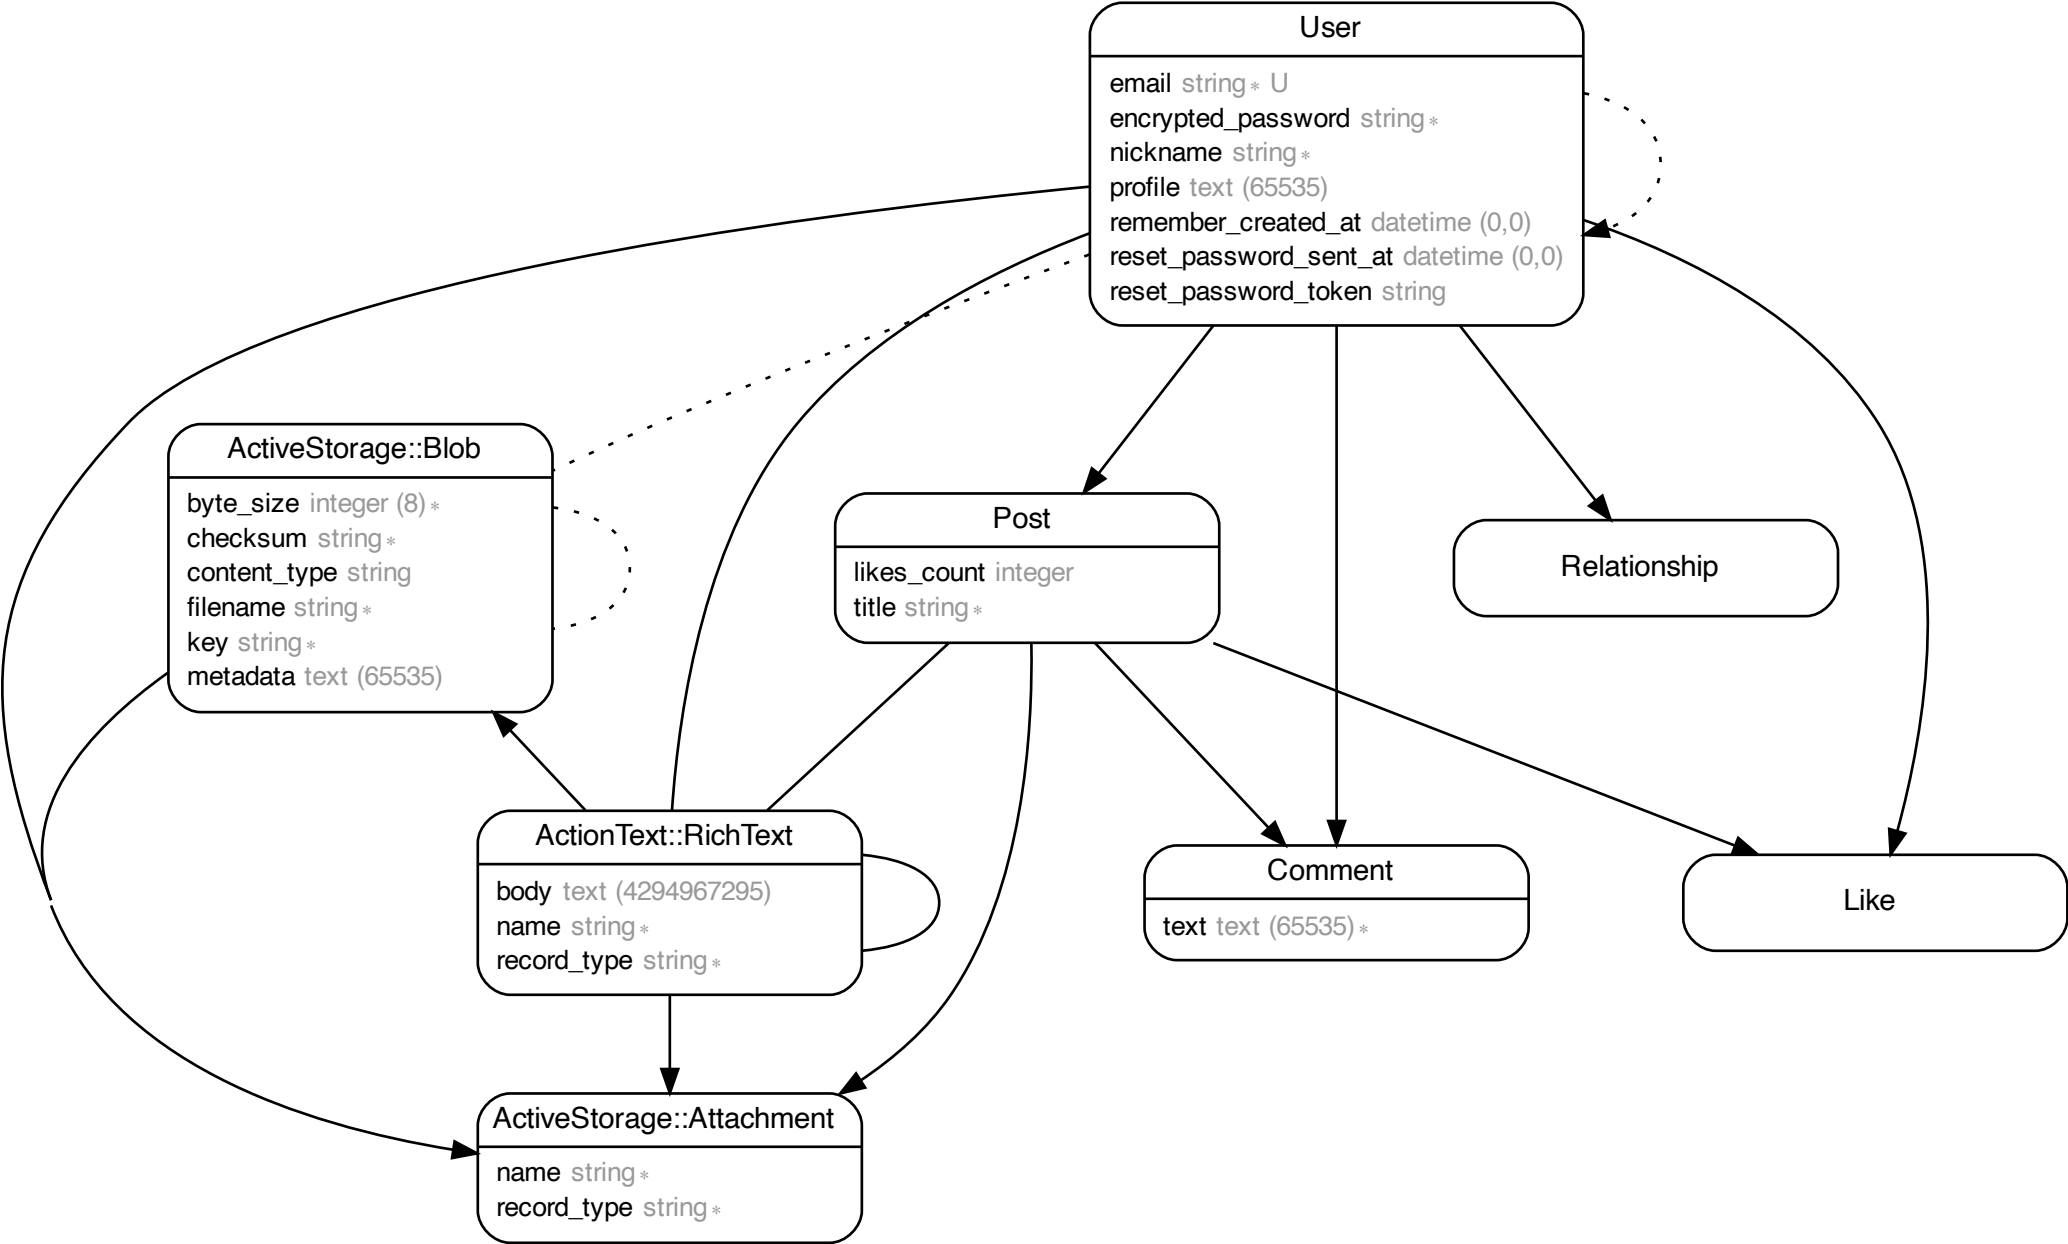 User
email string* U
encrypted_password string*
nickname string*
profile text (65535)
remember_created_at datetime (0,0)
reset_password_sent_at datetime (0,0)
reset_password_token string
ActiveStorage::Blob
byte_size integer (8)*
checksum string*
content_type string
filename string*
key string*
metadata text (65535)
Post
likes_count integer
title string*
Relationship
ActionText::RichText
body text (4294967295)
name string*
record_type string*
Comment
text text (65535)*
Like
ActiveStorage::Attachment
name string*
record_type string*